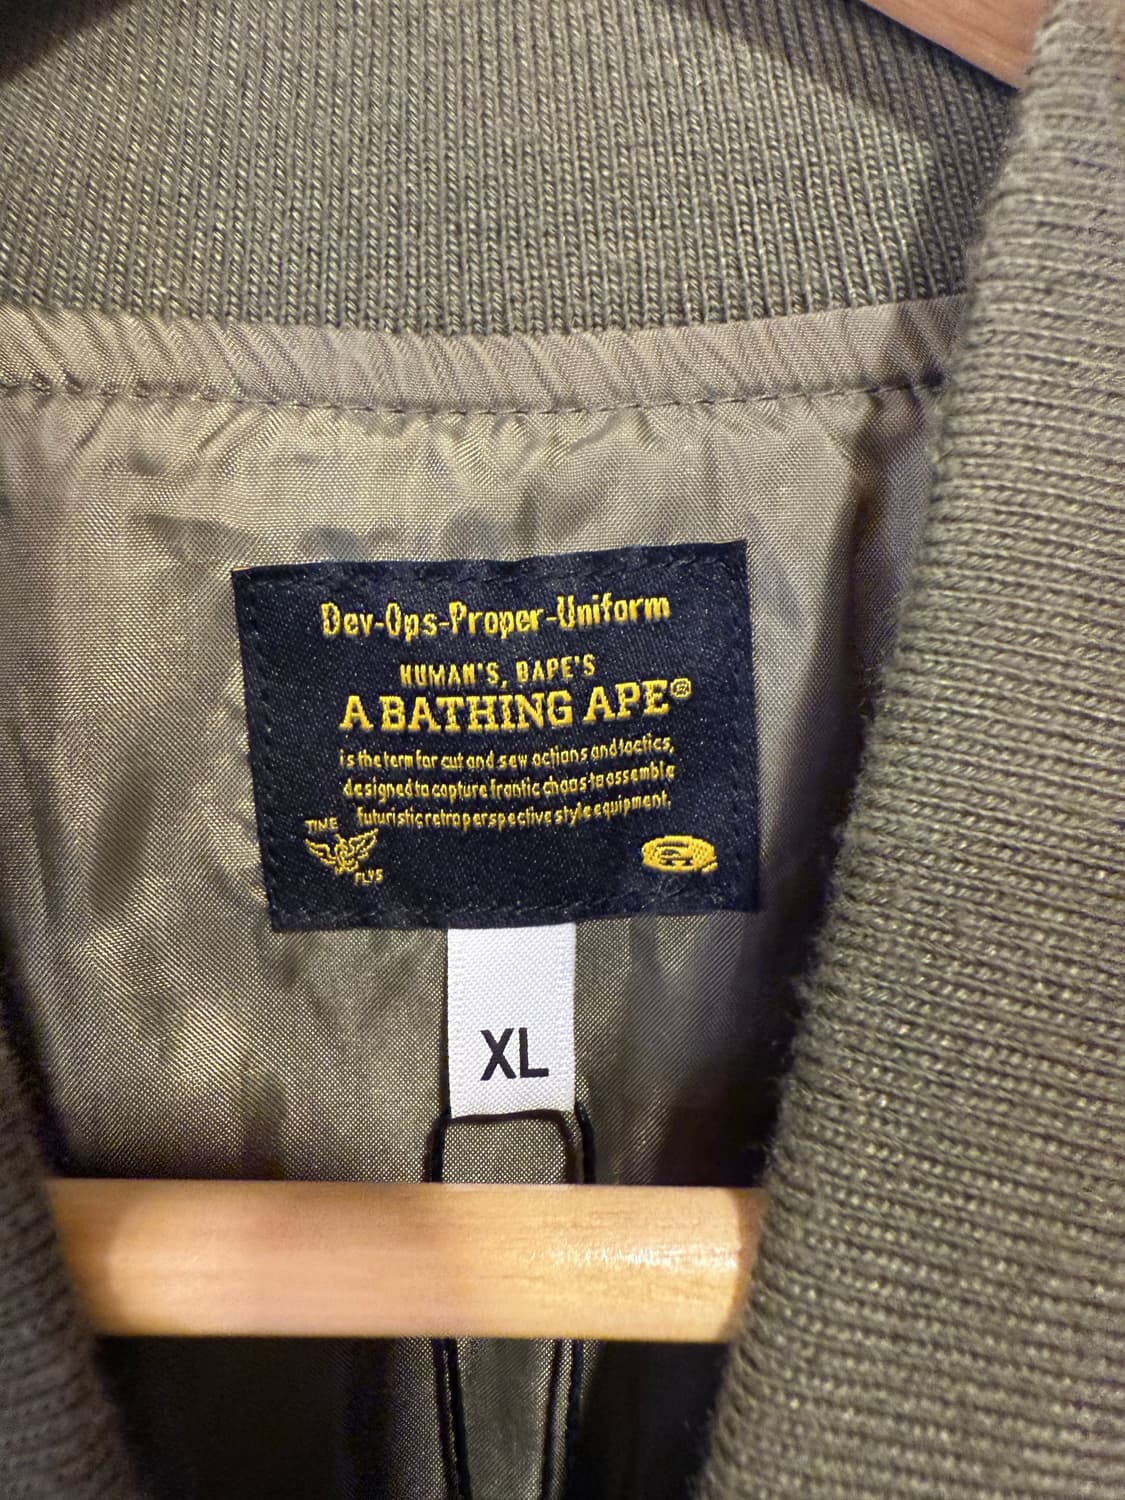 Dev-Ops-Proper-Uniform
HUMAN'S, BAPE'S
A BATHING APE®
is the term for cut and sew actions and tactics,
designed to capture frantic chaos to assemble
futuristic retro perspective style equipment.
TIME
FLYS
XL